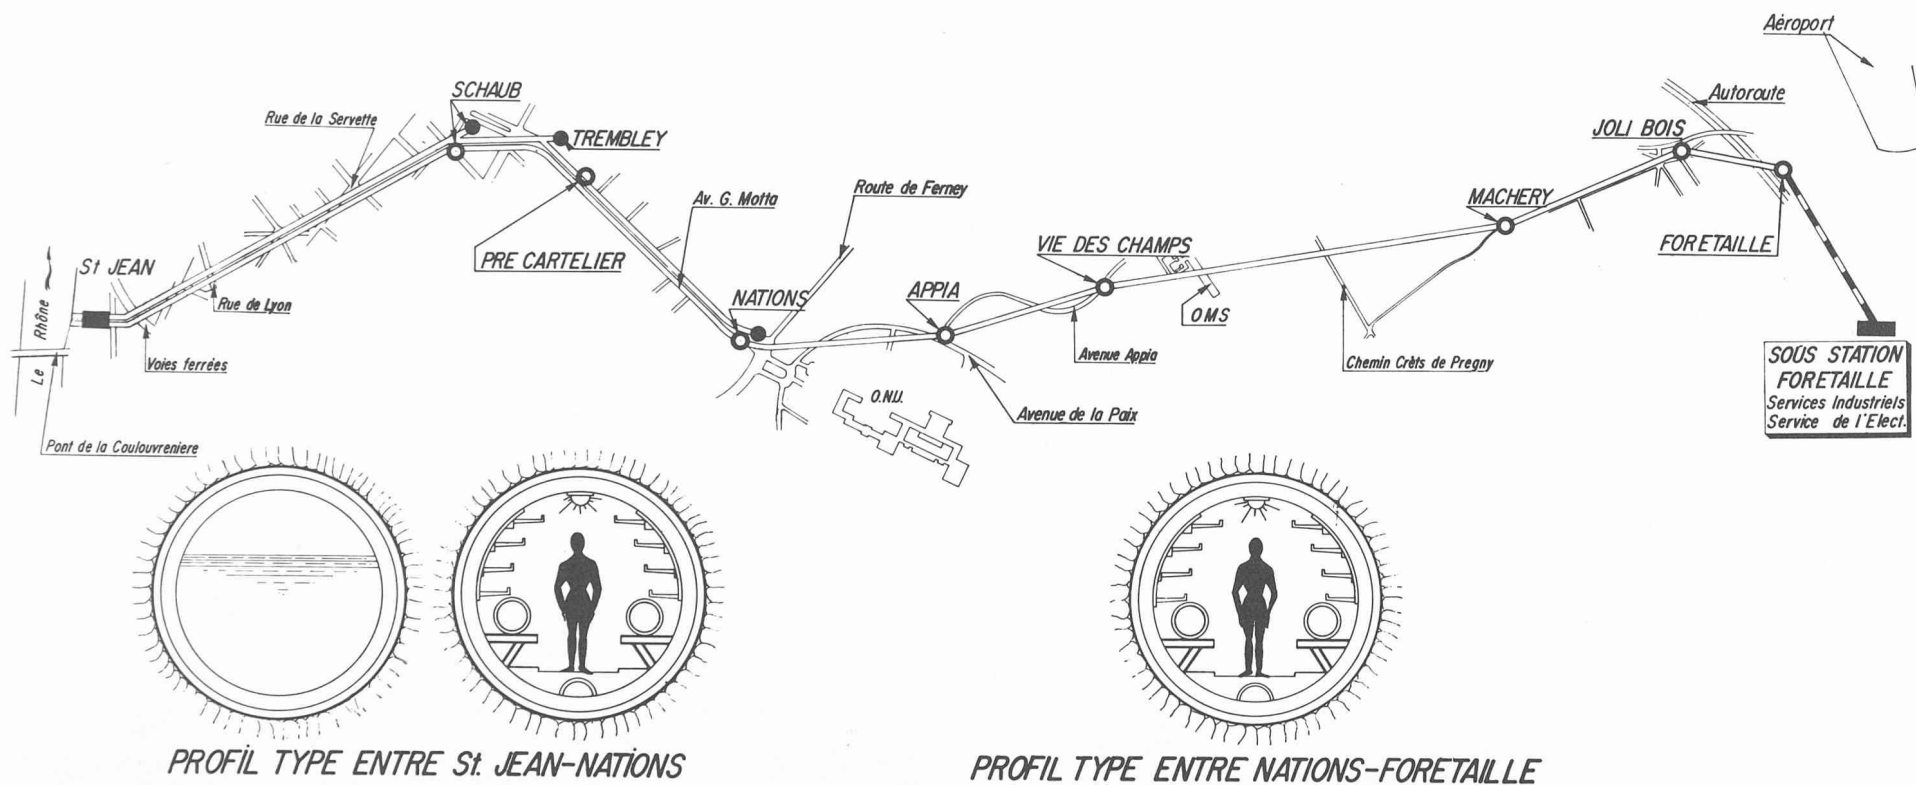 Aéroport
SCHAUB
Autoroute
Rue de la Servette
TREMBLEY
JOLI BOIS
Route de Ferney
Av. G. Motta
MACHERY
VIE DES CHAMPS
FORETAILLE
PRE CARTELIER
St JEAN
NATIONS
APPIA
Rue de Lyon
OMS
Le Rhône
Voies ferrées
Avenue Appia
Chemin Crêts de Pregny
SOUS STATION
FORETAILLE
Services Industriels
Service de l'Elect.
O.N.U.
Avenue de la Paix
Pont de la Coulouvreniere
PROFIL TYPE ENTRE St. JEAN-NATIONS
PROFIL TYPE ENTRE NATIONS-FORETAILLE